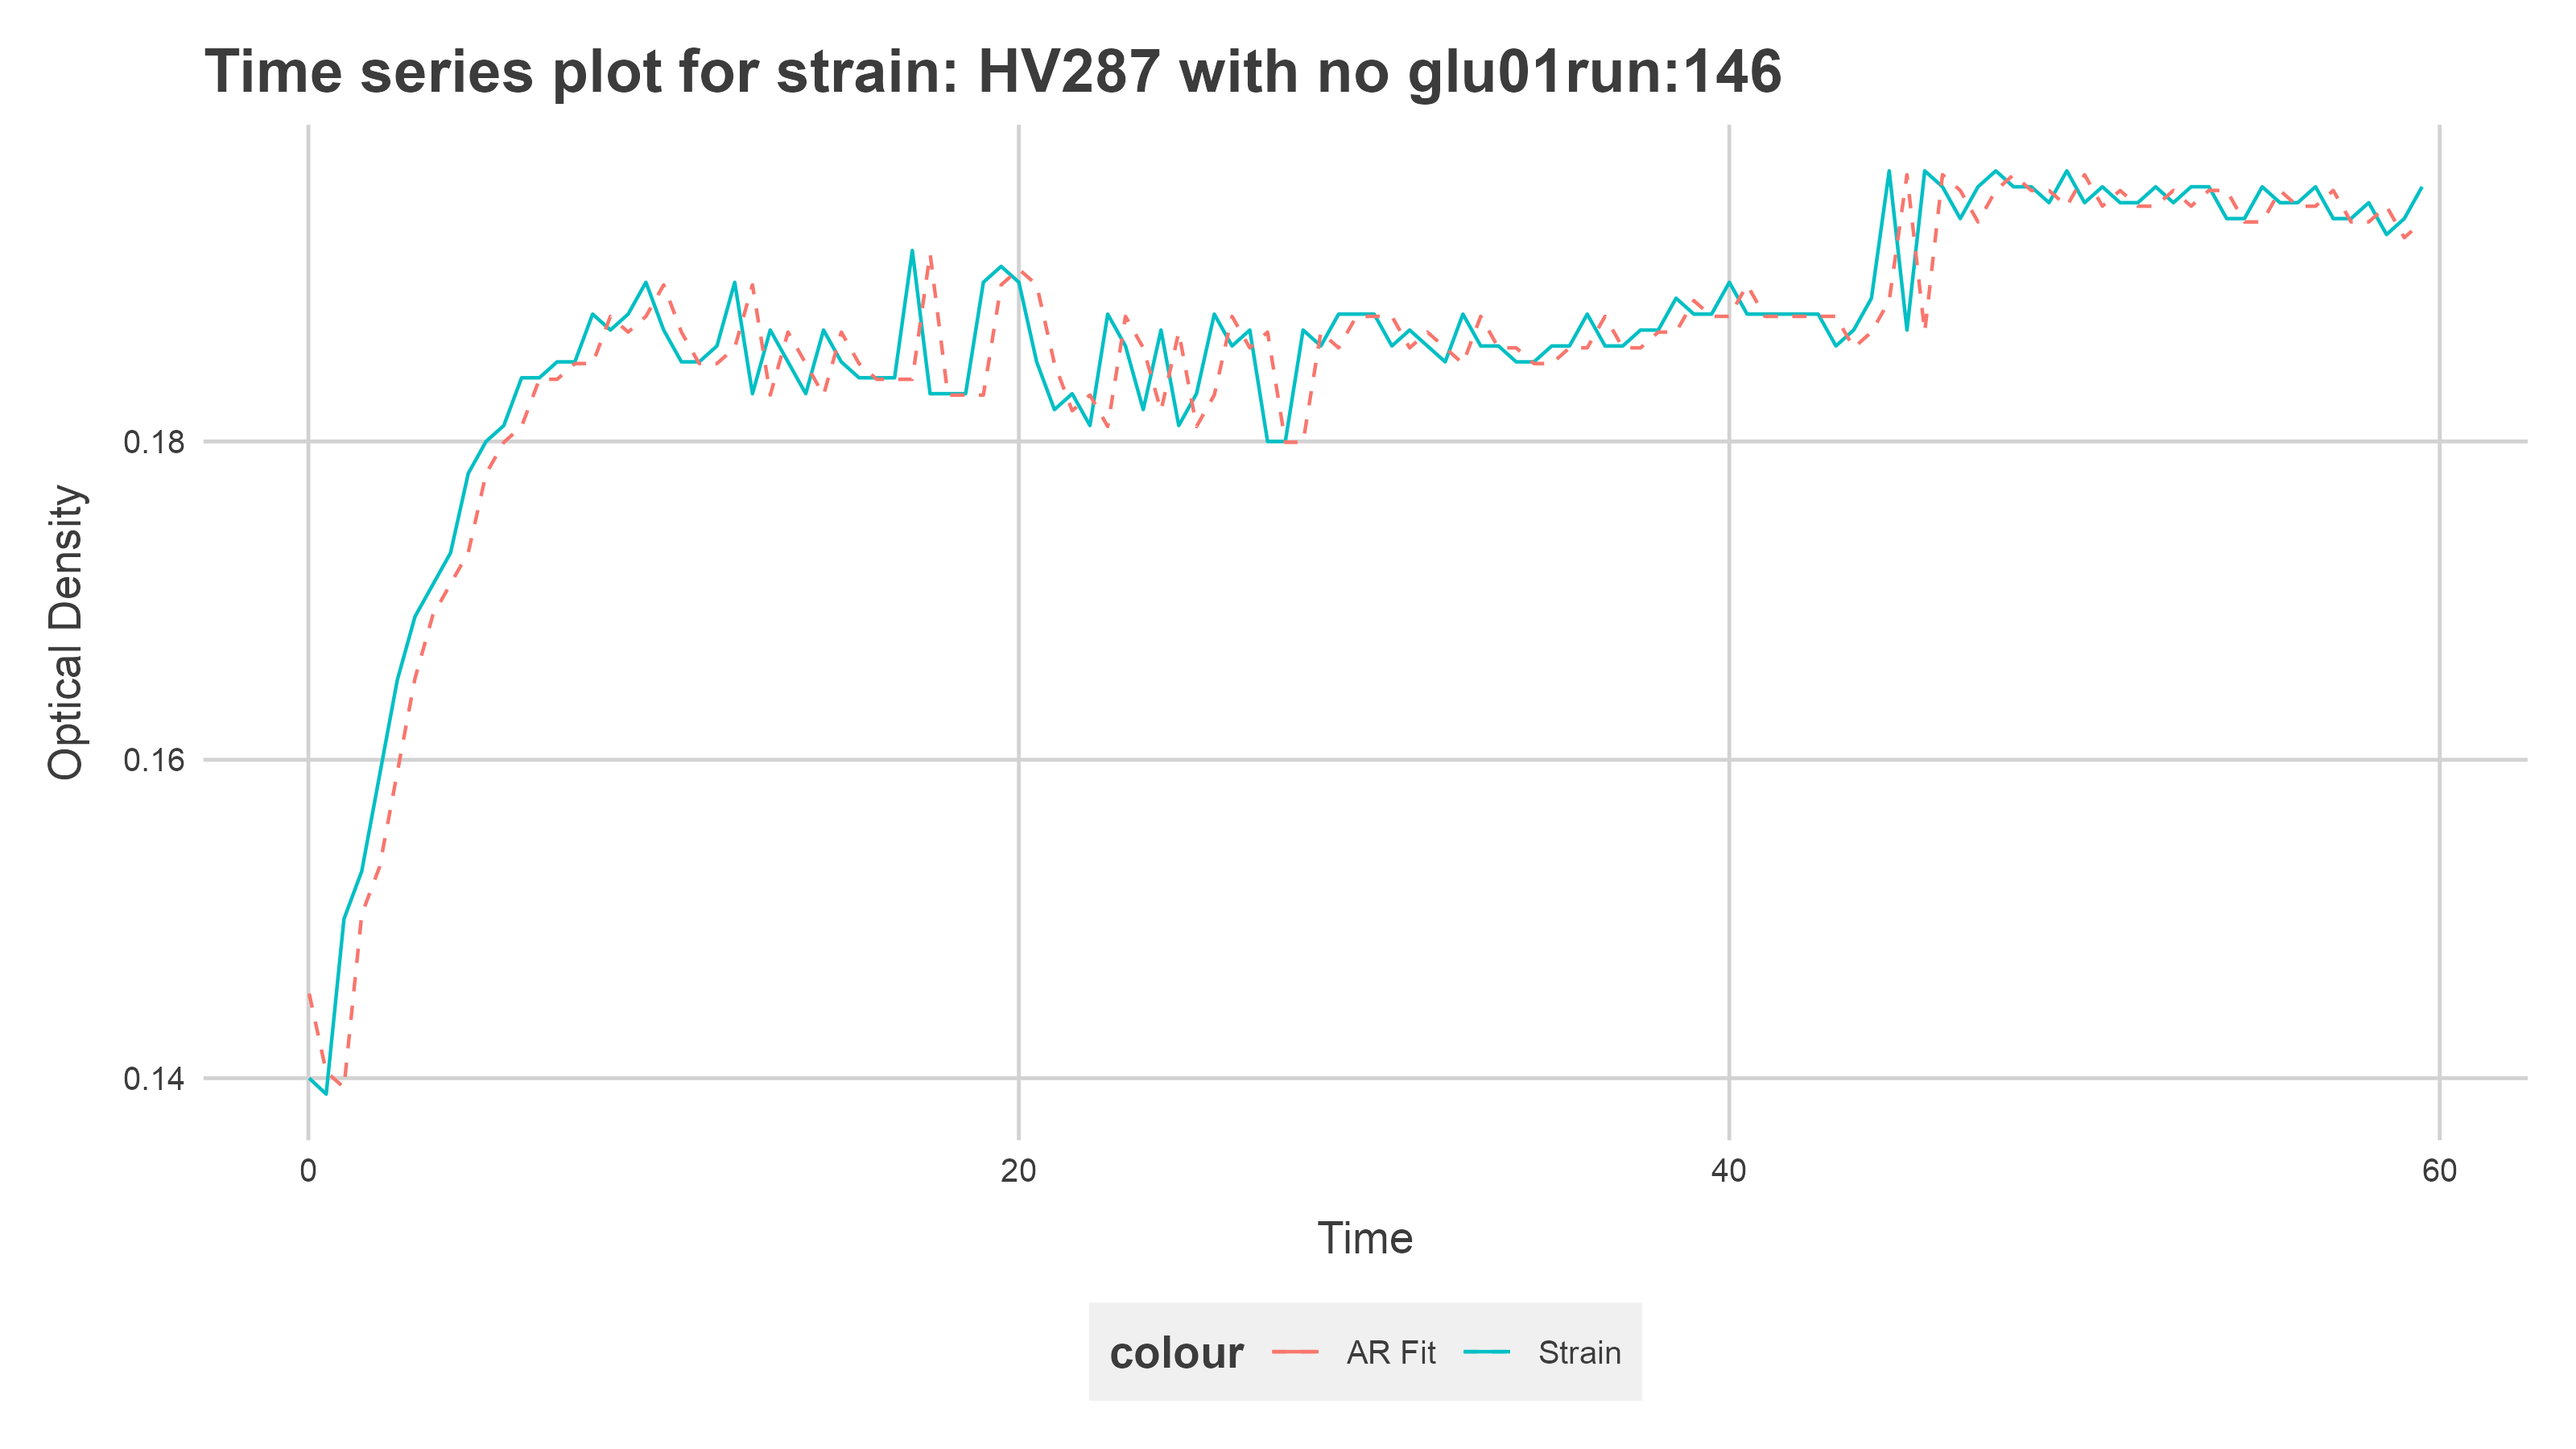 Time series plot for strain: HV287 with no glu01run:146
Optical Density
0.18
0.16
0.14
0 20 40 60
Time
colour AR Fit Strain